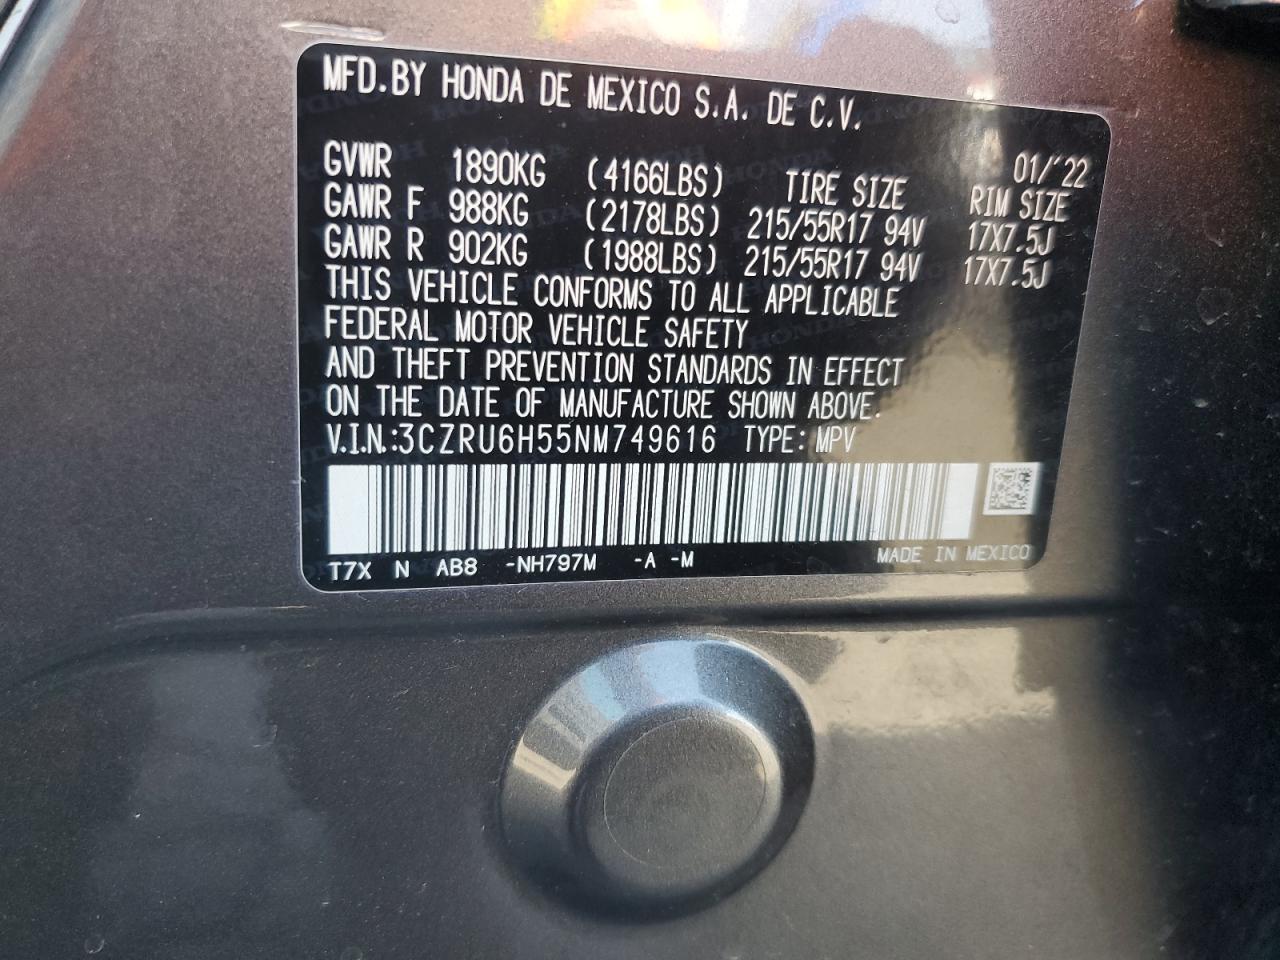 MFD.BY HONDA DE MEXICO S.A. DE C.V.
01/'22
GVWR 1890KG (4166LBS) TIRE SIZE RIM SIZE
GAWR F 988KG (2178LBS) 215/55R17 94V 17X7.5J
GAWR R 902KG (1988LBS) 215/55R17 94V 17X7.5J
THIS VEHICLE CONFORMS TO ALL APPLICABLE
FEDERAL MOTOR VEHICLE SAFETY
AND THEFT PREVENTION STANDARDS IN EFFECT
ON THE DATE OF MANUFACTURE SHOWN ABOVE.
V.I.N.:3CZRU6H55NM749616 TYPE: MPV
T7X N AB8 -NH797M -A -M MADE IN MEXICO